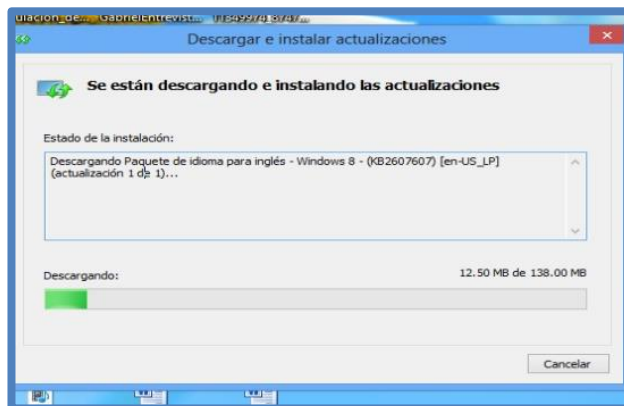 GabrielEntrevist...
Descargar e instalar actualizaciones
Se están descargando e instalando las actualizaciones
Estado de la instalación:
Descargando Paquete de idioma para inglés - Windows 8 - (KB2607607) [en-US_LP]
(actualización 1 de 1)...
Descargando:
12.50 MB de 138.00 MB
Cancelar